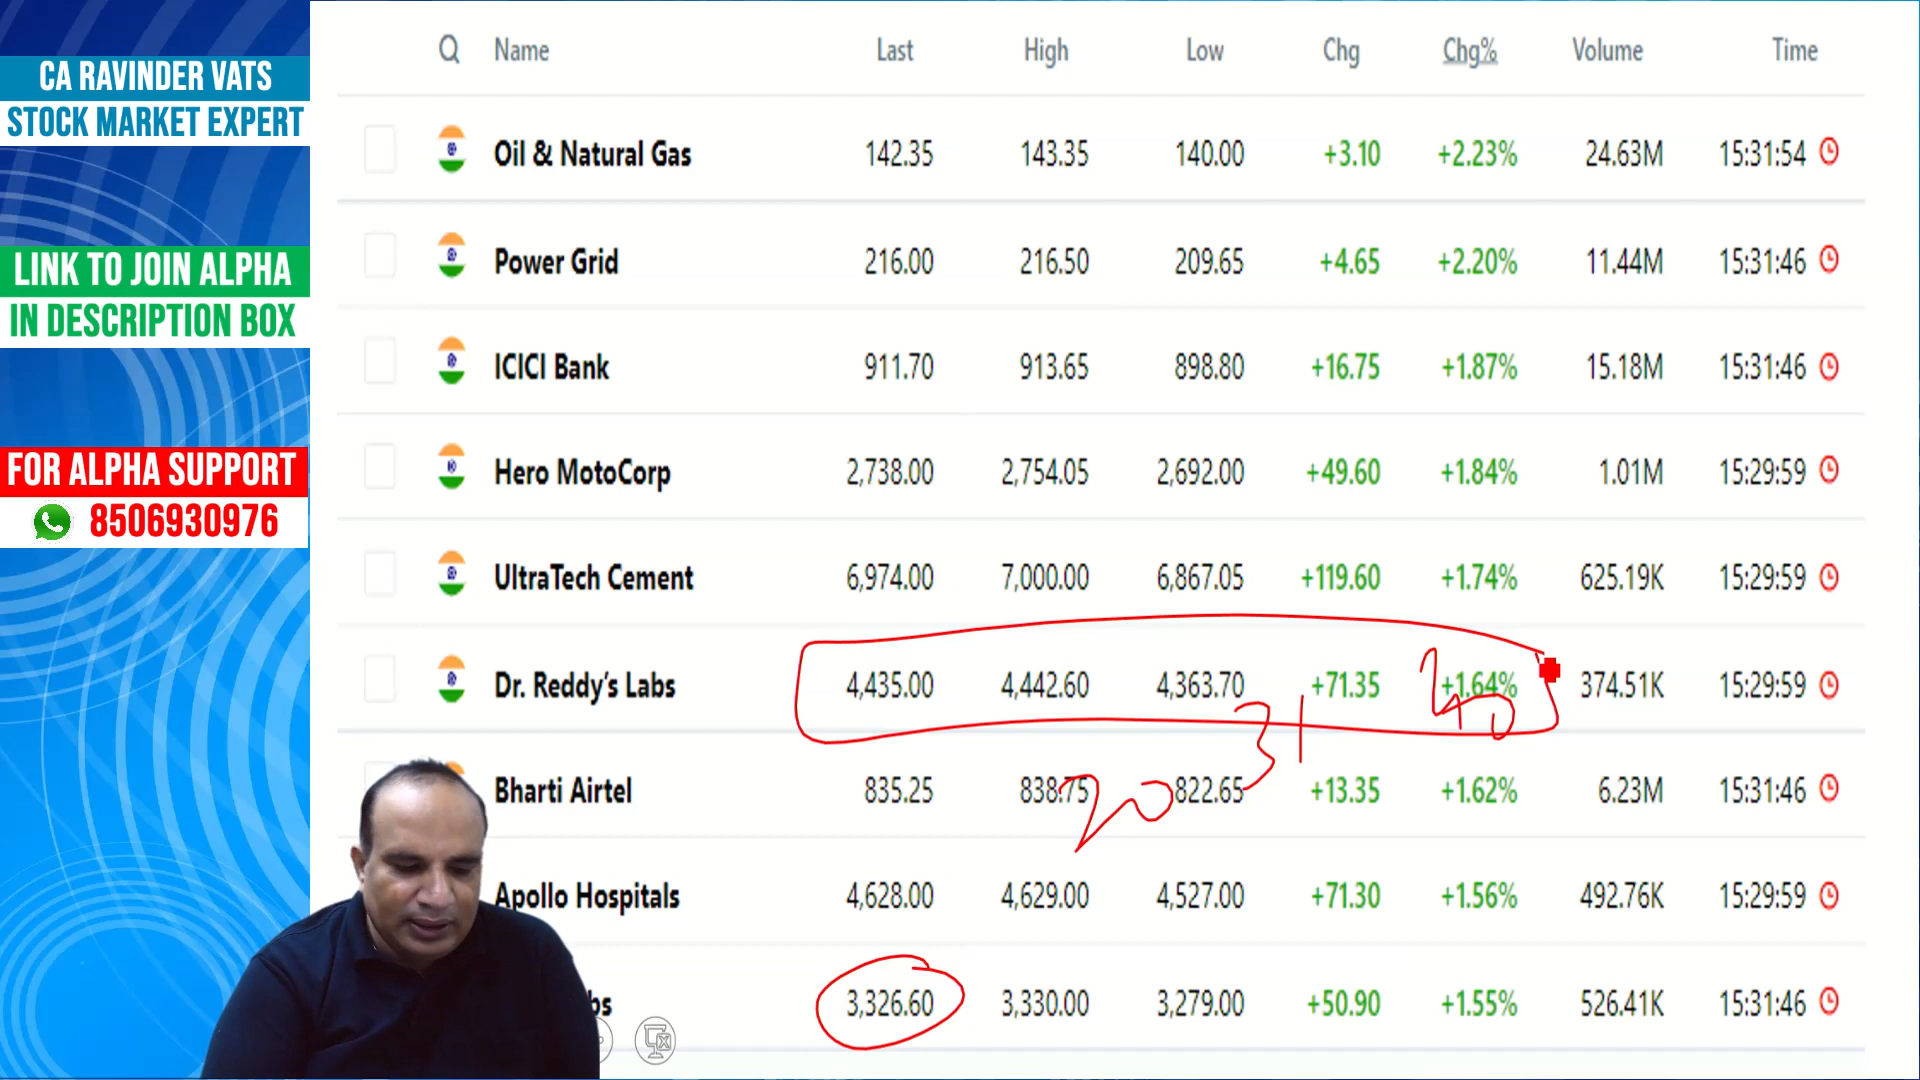 CA RAVINDER VATS
STOCK MARKET EXPERT
LINK TO JOIN ALPHA
IN DESCRIPTION BOX
FOR ALPHA SUPPORT
8506930976
Name Last High Low Chg Chg% Volume Time
Oil & Natural Gas 142.35 143.35 140.00 +3.10 +2.23% 24.63M 15:31:54
Power Grid 216.00 216.50 209.65 +4.65 +2.20% 11.44M 15:31:46
ICICI Bank 911.70 913.65 898.80 +16.75 +1.87% 15.18M 15:31:46
Hero MotoCorp 2,738.00 2,754.05 2,692.00 +49.60 +1.84% 1.01M 15:29:59
UltraTech Cement 6,974.00 7,000.00 6,867.05 +119.60 +1.74% 625.19K 15:29:59
Dr. Reddy's Labs 4,435.00 4,442.60 4,363.70 +71.35 +1.64% 374.51K 15:29:59
Bharti Airtel 835.25 838.75 822.65 +13.35 +1.62% 6.23M 15:31:46
20 31
Apollo Hospitals 4,628.00 4,629.00 4,527.00 +71.30 +1.56% 492.76K 15:29:59
bs 3,326.60 3,330.00 3,279.00 +50.90 +1.55% 526.41K 15:31:46